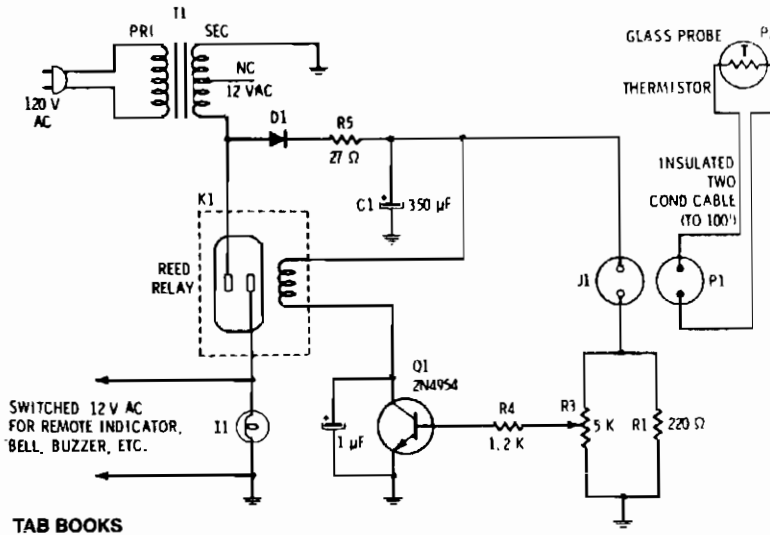 T1
PRI
SEC
NC
12 VAC
120 V
AC
D1
R5
27 Ω
C1
+
350 µF
GLASS PROBE
T
THERMISTOR
INSULATED
TWO
COND CABLE
(TO 100')
K1
REED
RELAY
J1
P1
Q1
2N4954
SWITCHED 12 V AC
FOR REMOTE INDICATOR,
BELL, BUZZER, ETC.
I1
+
1 µF
R4
1.2 K
R3
5 K
R1
220 Ω
TAB BOOKS